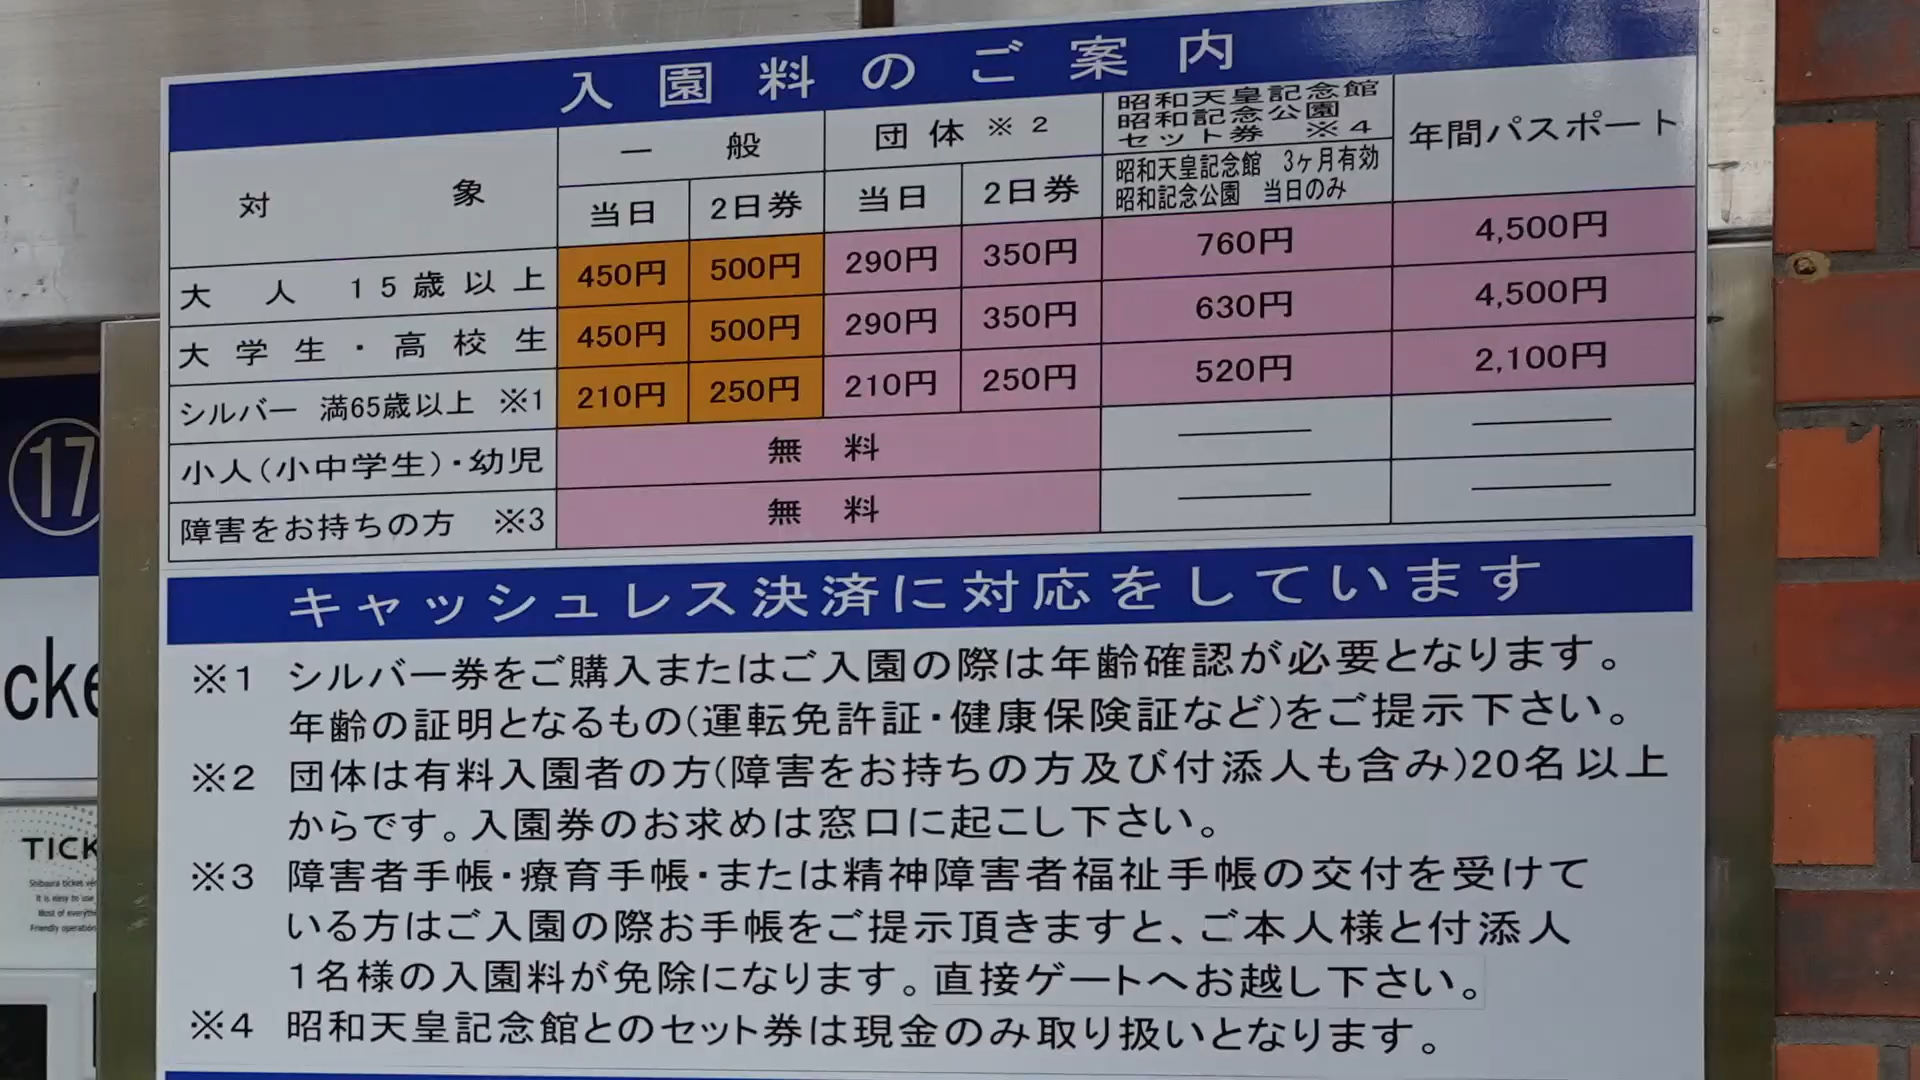 入園料のご案内
対象 一般 団体※2 昭和天皇記念館
昭和記念公園
セット券 ※4 年間パスポート
当日 2日券 当日 2日券 昭和天皇記念館 3ヶ月有効
昭和記念公園 当日のみ
大人 15歳以上 450円 500円 290円 350円 760円 4,500円
大学生・高校生 450円 500円 290円 350円 630円 4,500円
シルバー 満65歳以上 ※1 210円 250円 210円 250円 520円 2,100円
小人(小中学生)・幼児 無料
障害をお持ちの方 ※3 無料
キャッシュレス決済に対応をしています
※1 シルバー券をご購入またはご入園の際は年齢確認が必要となります。
年齢の証明となるもの(運転免許証・健康保険証など)をご提示下さい。
※2 団体は有料入園者の方(障害をお持ちの方及び付添人も含み)20名以上
からです。入園券のお求めは窓口に起こし下さい。
※3 障害者手帳・療育手帳・または精神障害者福祉手帳の交付を受けて
いる方はご入園の際お手帳をご提示頂きますと、ご本人様と付添人
1名様の入園料が免除になります。直接ゲートへお越し下さい。
※4 昭和天皇記念館とのセット券は現金のみ取り扱いとなります。
17
cke
TICK
Shibaura ticket ve
It is easy to use
Most of everyth
Friendly operation